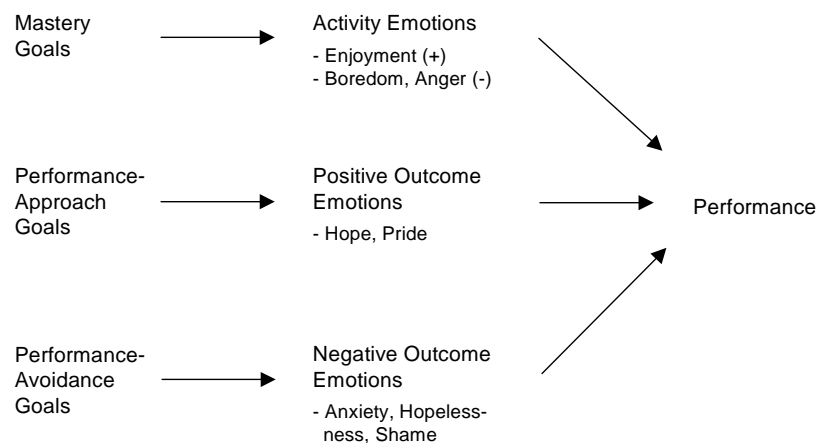 Mastery
Goals
Activity Emotions
- Enjoyment (+)
- Boredom, Anger (-)
Performance-
Approach
Goals
Positive Outcome
Emotions
- Hope, Pride
Performance
Performance-
Avoidance
Goals
Negative Outcome
Emotions
- Anxiety, Hopeless-
ness, Shame